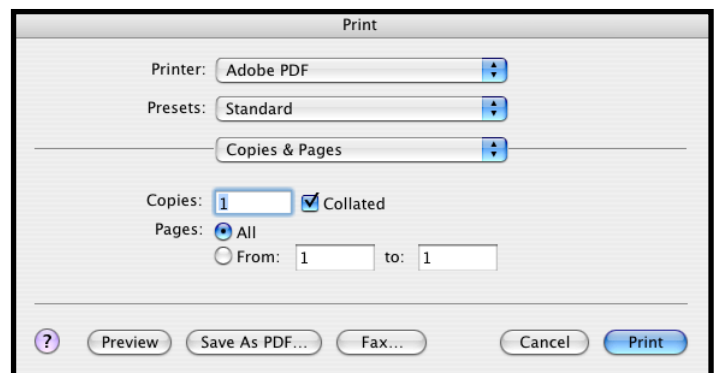 Print
Printer: Adobe PDF
Presets: Standard
Copies & Pages
Copies: 1 Collated
Pages: All
From: 1 to: 1
? Preview Save As PDF... Fax... Cancel Print